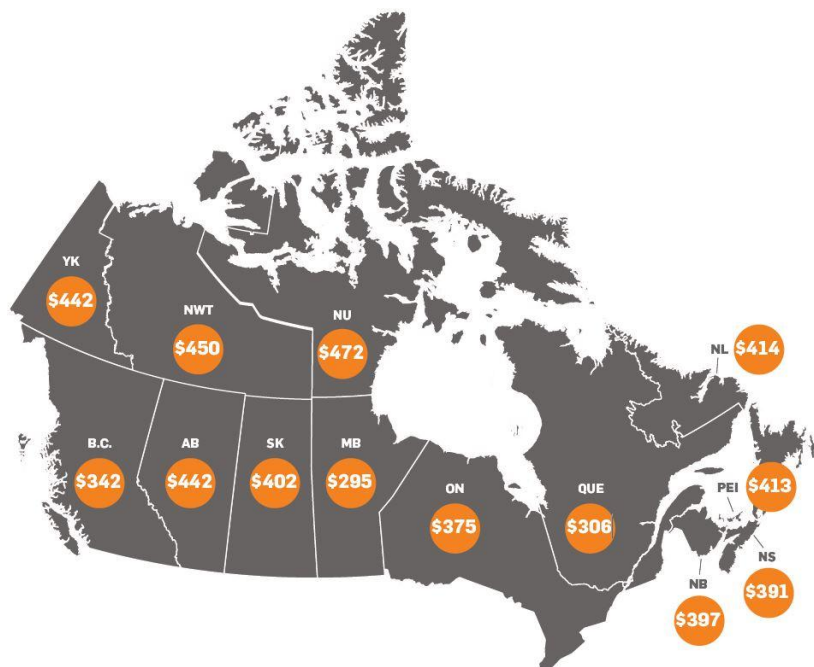 YK
$442
NWT
$450
NU
$472
NL
$414
B.C.
$342
AB
$442
SK
$402
MB
$295
ON
$375
QUE
$306
PEI
$413
NS
$391
NB
$397